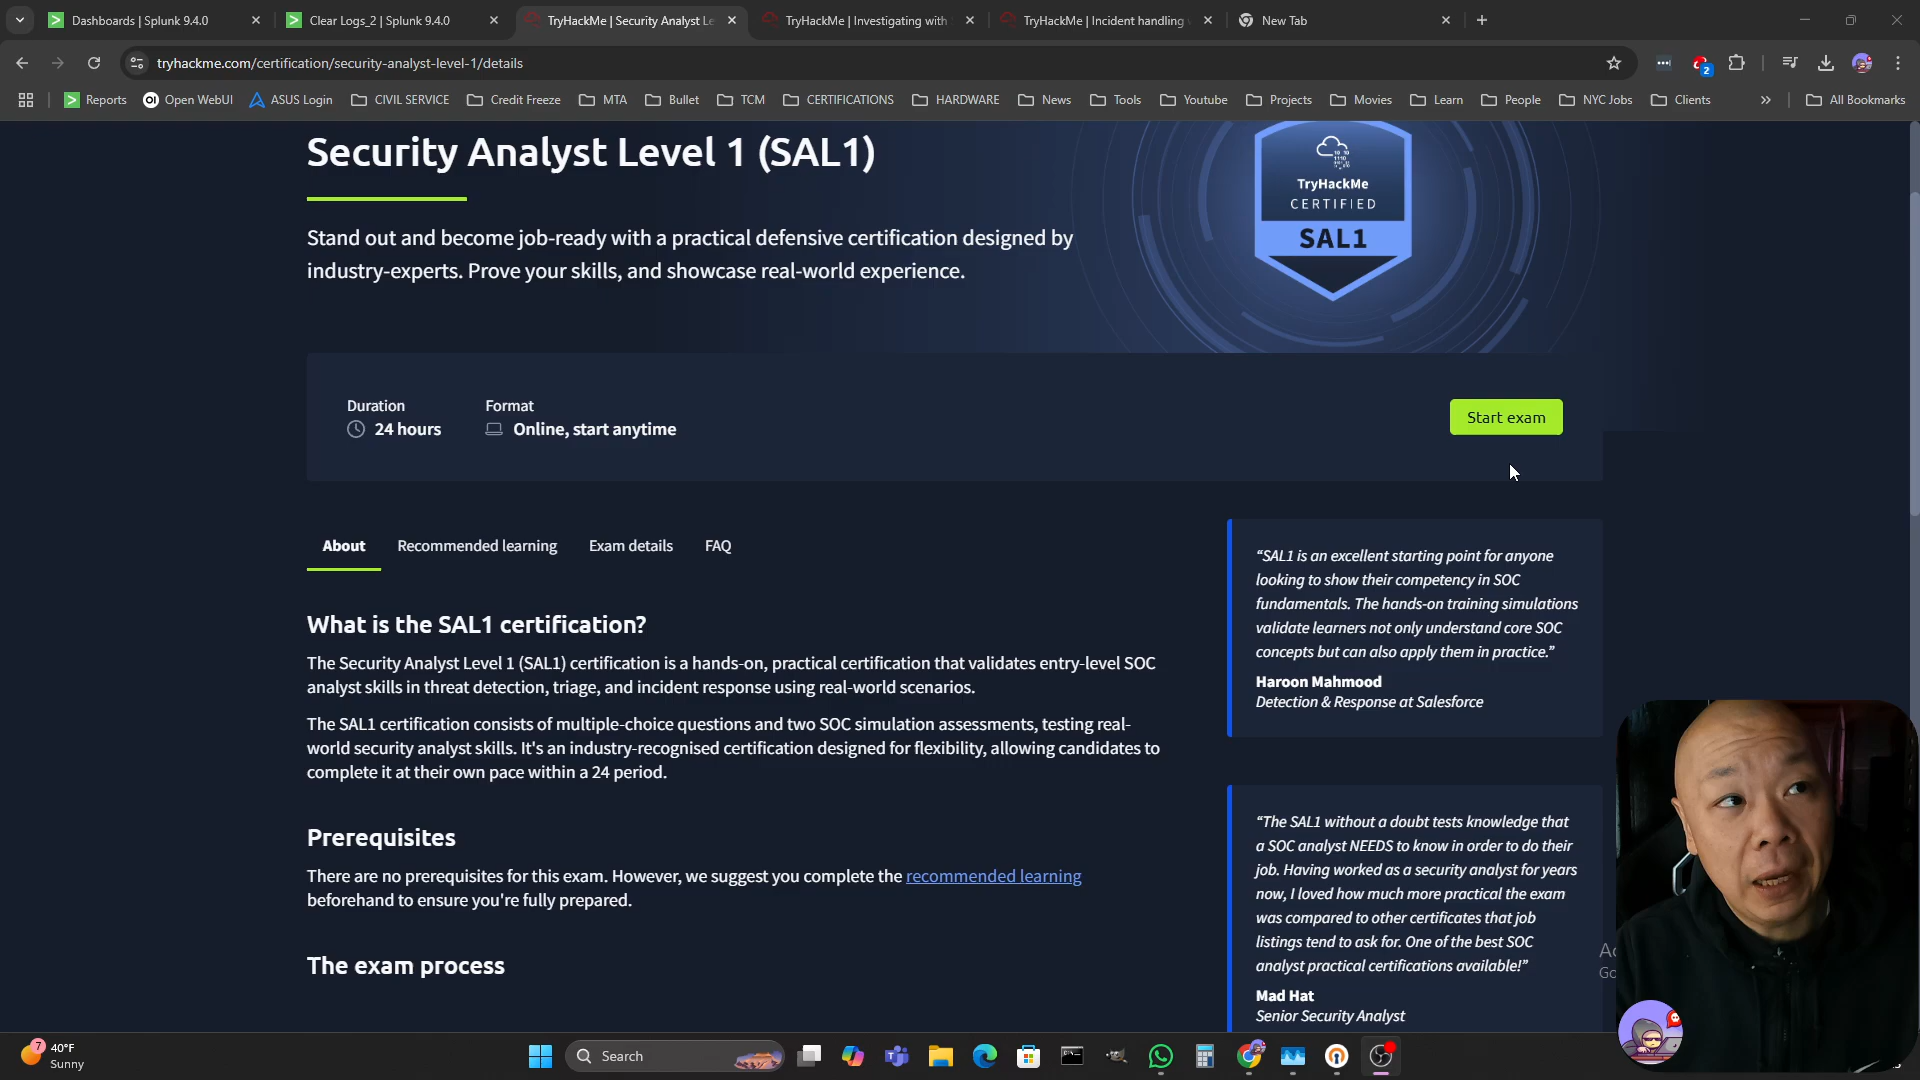 Dashboards | Splunk 9.4.0
Clear Logs_2 | Splunk 9.4.0
TryHackMe | Security Analyst Le
TryHackMe | Investigating with
TryHackMe | Incident handling
New Tab
tryhackme.com/certification/security-analyst-level-1/details
2
Reports
Open WebUI
ASUS Login
CIVIL SERVICE
Credit Freeze
MTA
Bullet
TCM
CERTIFICATIONS
HARDWARE
News
Tools
Youtube
Projects
Movies
Learn
People
NYC Jobs
Clients
All Bookmarks
Security Analyst Level 1 (SAL1)
TryHackMe
CERTIFIED
SAL1
Stand out and become job-ready with a practical defensive certification designed by
industry-experts. Prove your skills, and showcase real-world experience.
Duration
24 hours
Format
Online, start anytime
Start exam
About
Recommended learning
Exam details
FAQ
What is the SAL1 certification?
The Security Analyst Level 1 (SAL1) certification is a hands-on, practical certification that validates entry-level SOC
analyst skills in threat detection, triage, and incident response using real-world scenarios.
The SAL1 certification consists of multiple-choice questions and two SOC simulation assessments, testing real-
world security analyst skills. It's an industry-recognised certification designed for flexibility, allowing candidates to
complete it at their own pace within a 24 period.
Prerequisites
There are no prerequisites for this exam. However, we suggest you complete the recommended learning
beforehand to ensure you're fully prepared.
The exam process
“SAL1 is an excellent starting point for anyone
looking to show their competency in SOC
fundamentals. The hands-on training simulations
validate learners not only understand core SOC
concepts but can also apply them in practice.”
Haroon Mahmood
Detection & Response at Salesforce
“The SAL1 without a doubt tests knowledge that
a SOC analyst NEEDS to know in order to do their
job. Having worked as a security analyst for years
now, I loved how much more practical the exam
was compared to other certificates that job
listings tend to ask for. One of the best SOC
analyst practical certifications available!”
Mad Hat
Senior Security Analyst
7
40°F
Sunny
Search